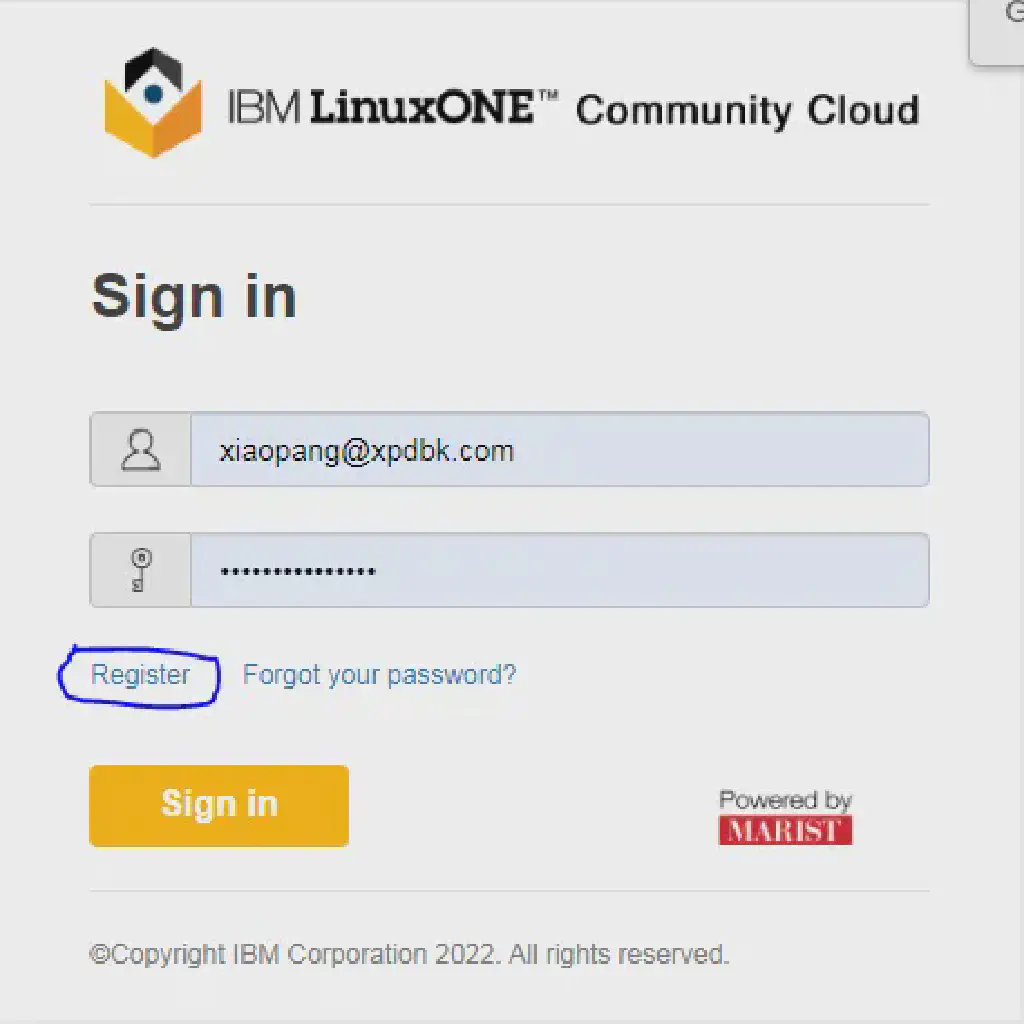 G
IBM LinuxONE™ Community Cloud
Sign in
xiaopang@xpdbk.com
•••••••••••••••
Register Forgot your password?
Sign in
Powered by
MARIST
©Copyright IBM Corporation 2022. All rights reserved.